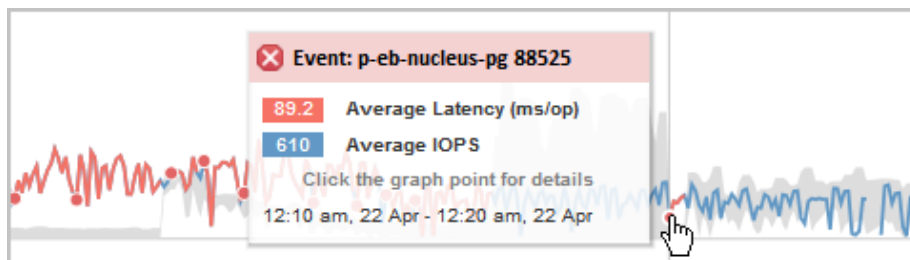 Event: p-eb-nucleus-pg 88525
89.2 Average Latency (ms/op)
610 Average IOPS
Click the graph point for details
12:10 am, 22 Apr - 12:20 am, 22 Apr